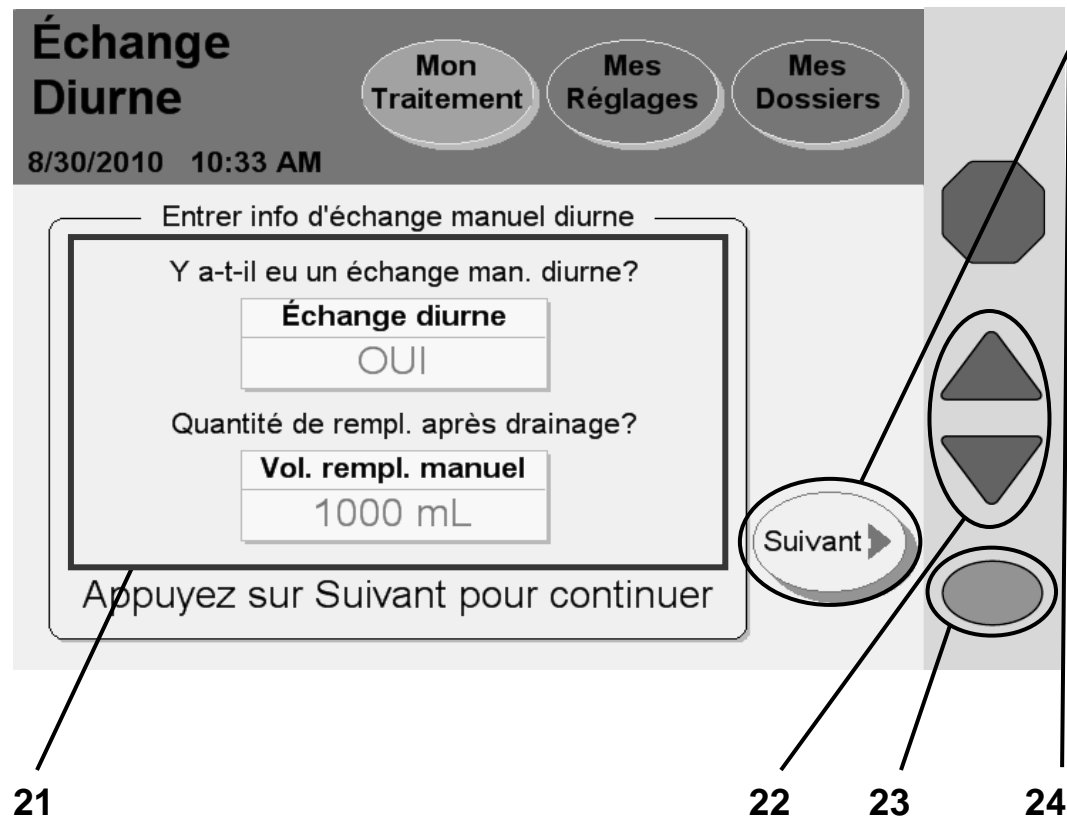 Échange
Diurne
8/30/2010 10:33 AM
Mon
Traitement
Mes
Réglages
Mes
Dossiers
Entrer info d'échange manuel diurne
Y a-t-il eu un échange man. diurne?
Échange diurne
OUI
Quantité de rempl. après drainage?
Vol. rempl. manuel
1000 mL
Suivant
Appuyez sur Suivant pour continuer
21
22
23
24